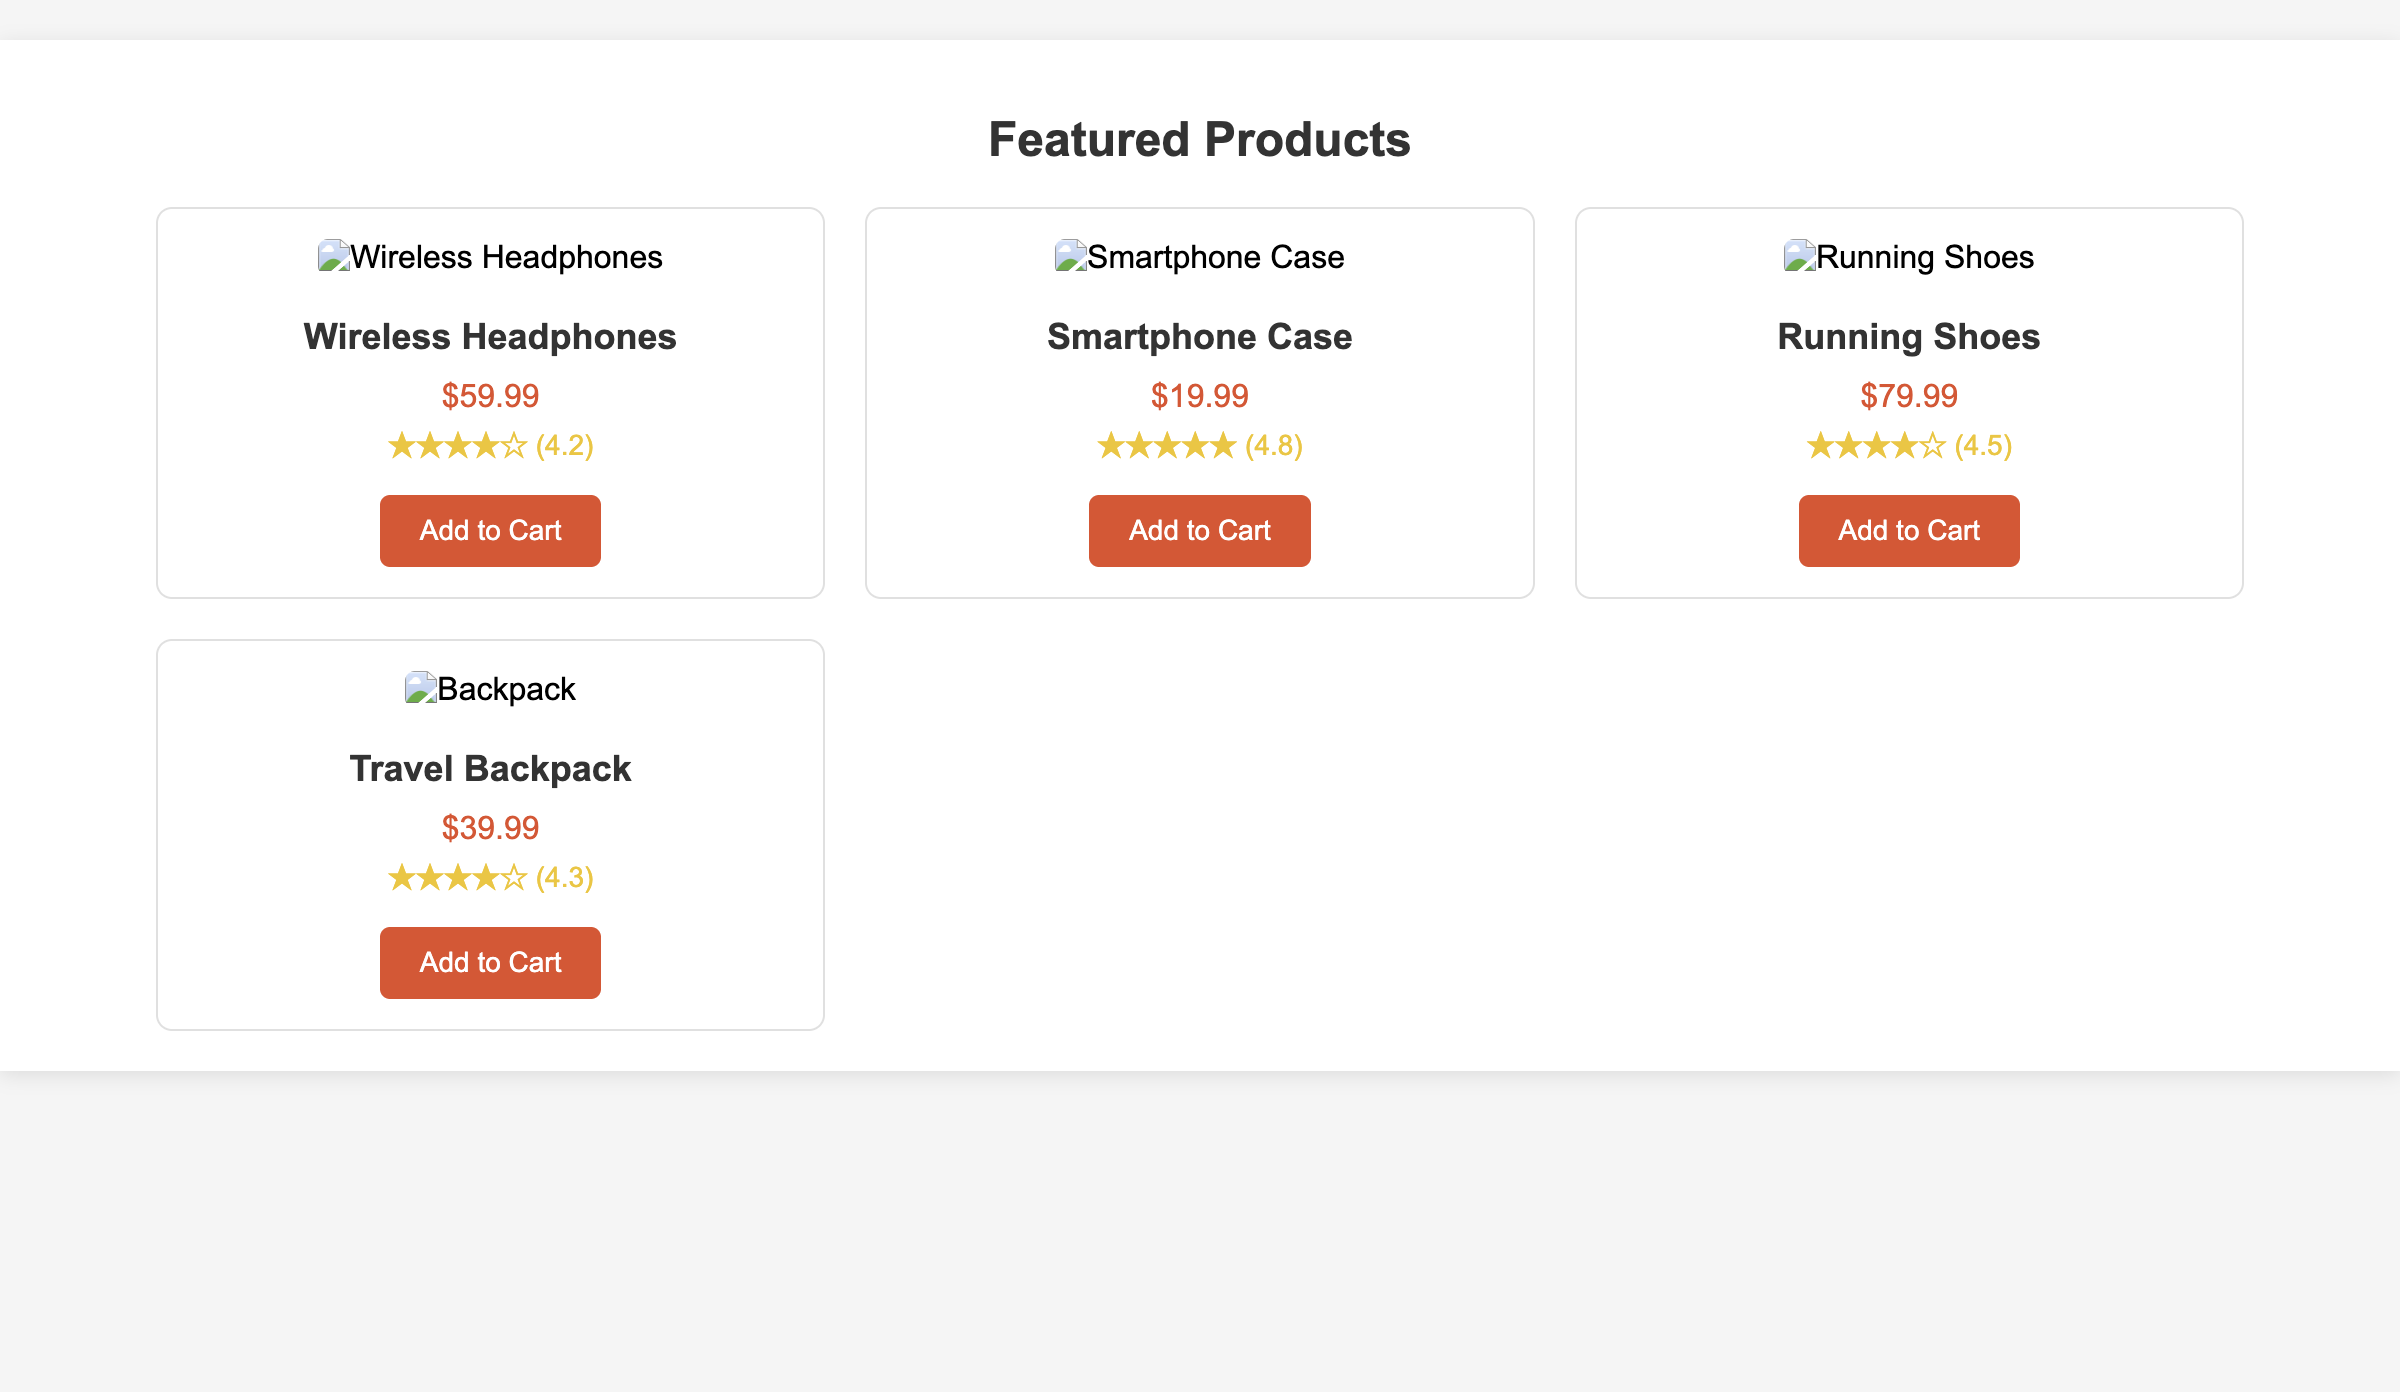 Featured Products
Wireless Headphones
Wireless Headphones
$59.99
★★★★☆ (4.2)
Add to Cart
Smartphone Case
Smartphone Case
$19.99
★★★★★ (4.8)
Add to Cart
Running Shoes
Running Shoes
$79.99
★★★★☆ (4.5)
Add to Cart
Backpack
Travel Backpack
$39.99
★★★★☆ (4.3)
Add to Cart